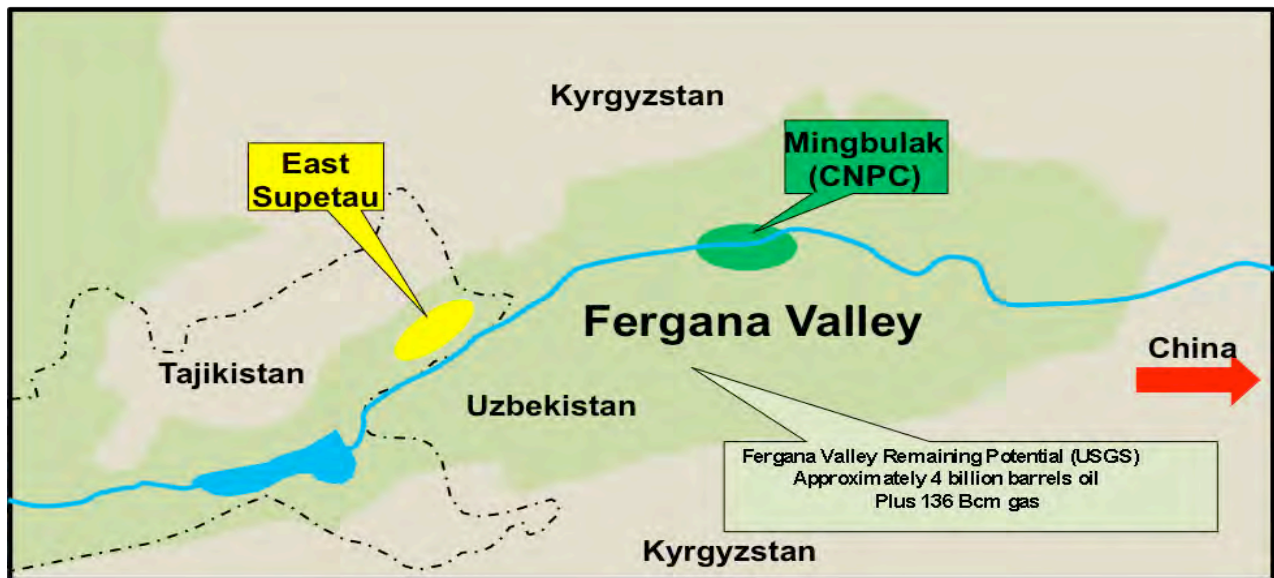 Kyrgyzstan
Mingbulak
(CNPC)
East
Supetau
Fergana Valley
China
Tajikistan
Uzbekistan
Fergana Valley Remaining Potential (USGS)
Approximately 4 billion barrels oil
Plus 136 Bcm gas
Kyrgyzstan